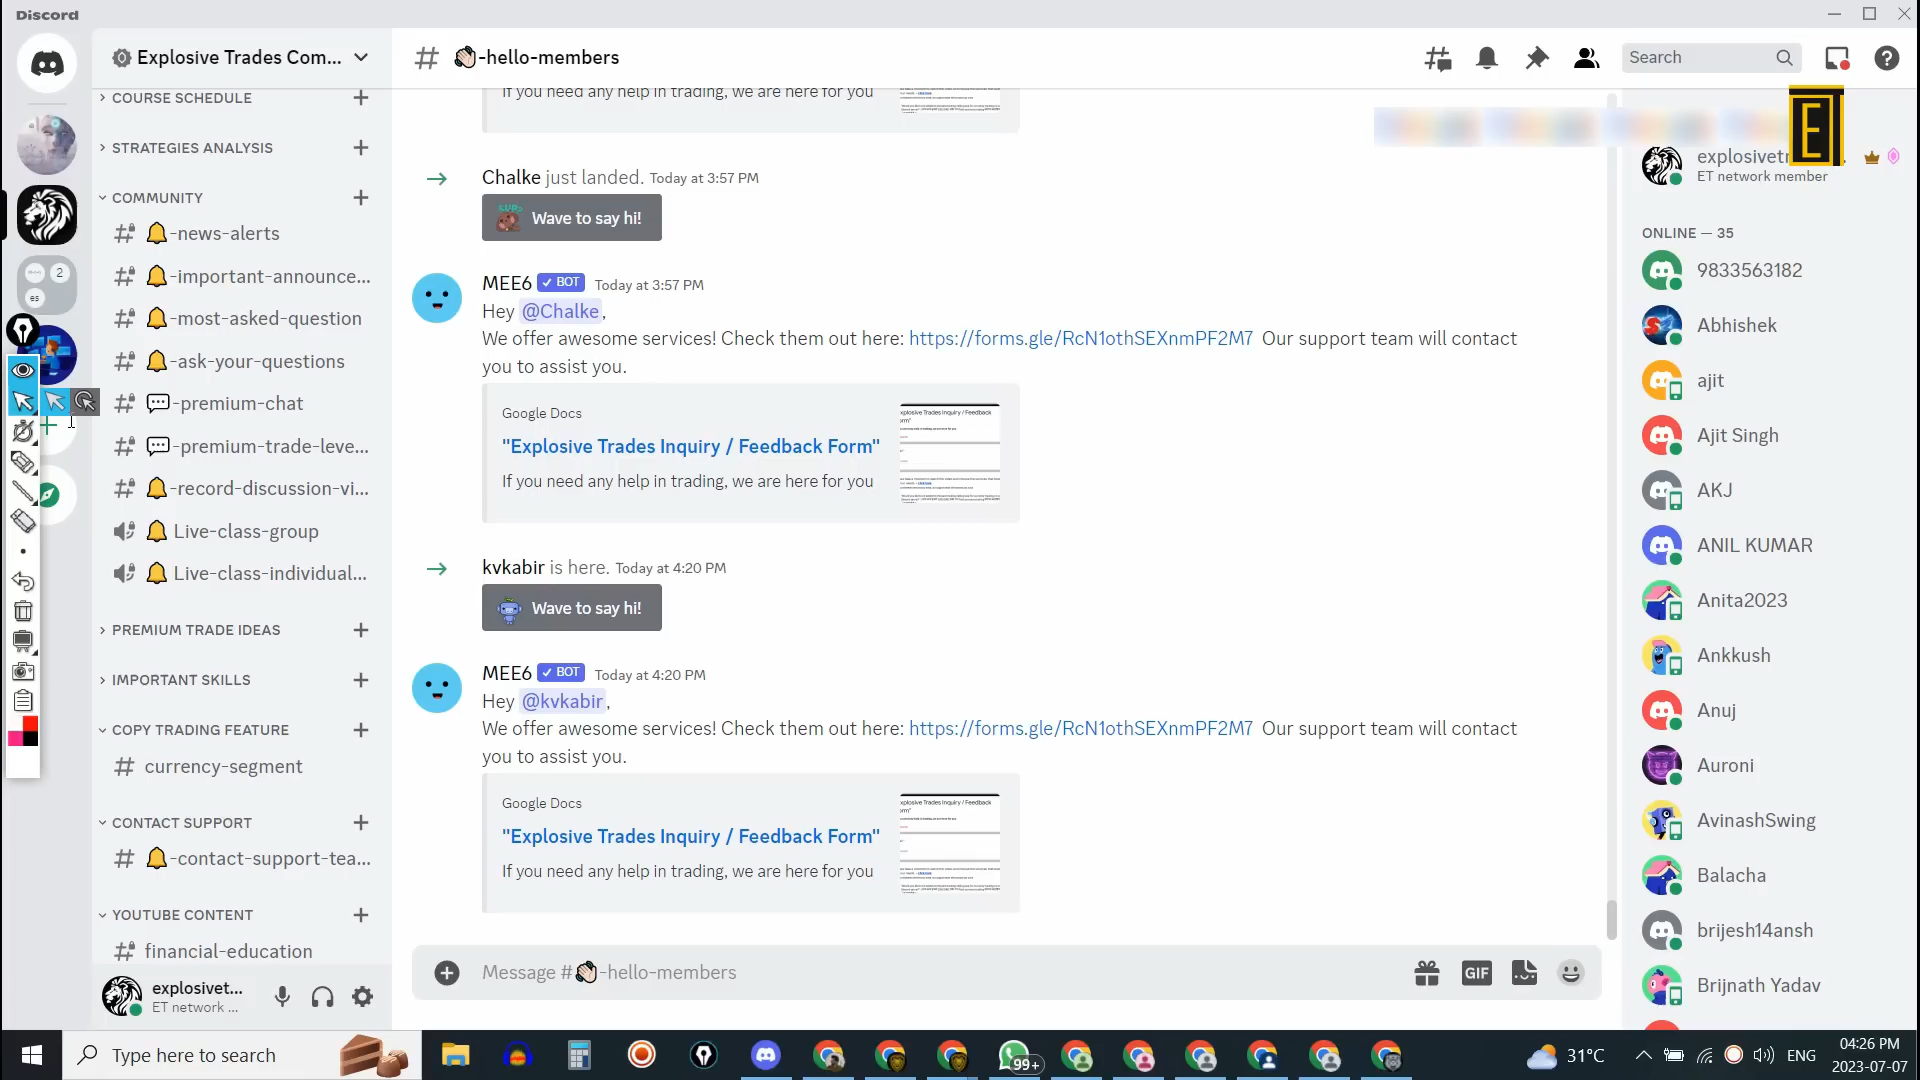 Discord
Explosive Trades Com...
👋🏻-hello-members
Search
COURSE SCHEDULE
STRATEGIES ANALYSIS
COMMUNITY
🔔-news-alerts
🔔-important-announce...
🔔-most-asked-question
🔔-ask-your-questions
💬-premium-chat
💬-premium-trade-leve...
🔔-record-discussion-vi...
🔔 Live-class-group
🔔 Live-class-individual...
PREMIUM TRADE IDEAS
IMPORTANT SKILLS
COPY TRADING FEATURE
currency-segment
CONTACT SUPPORT
🔔-contact-support-tea...
YOUTUBE CONTENT
financial-education
explosivet...
ET network ...
2
es
If you need any help in trading, we are here for you
Chalke just landed. Today at 3:57 PM
Wave to say hi!
MEE6 ✓ BOT Today at 3:57 PM
Hey @Chalke,
We offer awesome services! Check them out here: https://forms.gle/RcN1othSEXnmPF2M7 Our support team will contact
you to assist you.
Google Docs
"Explosive Trades Inquiry / Feedback Form"
If you need any help in trading, we are here for you
kvkabir is here. Today at 4:20 PM
Wave to say hi!
MEE6 ✓ BOT Today at 4:20 PM
Hey @kvkabir,
We offer awesome services! Check them out here: https://forms.gle/RcN1othSEXnmPF2M7 Our support team will contact
you to assist you.
Google Docs
"Explosive Trades Inquiry / Feedback Form"
If you need any help in trading, we are here for you
Message #👋🏻-hello-members
GIF
ET
explosivetr
ET network member
ONLINE — 35
9833563182
Abhishek
ajit
Ajit Singh
AKJ
ANIL KUMAR
Anita2023
Ankkush
Anuj
Auroni
AvinashSwing
Balacha
brijesh14ansh
Brijnath Yadav
Type here to search
99+
31°C
ENG
04:26 PM
2023-07-07